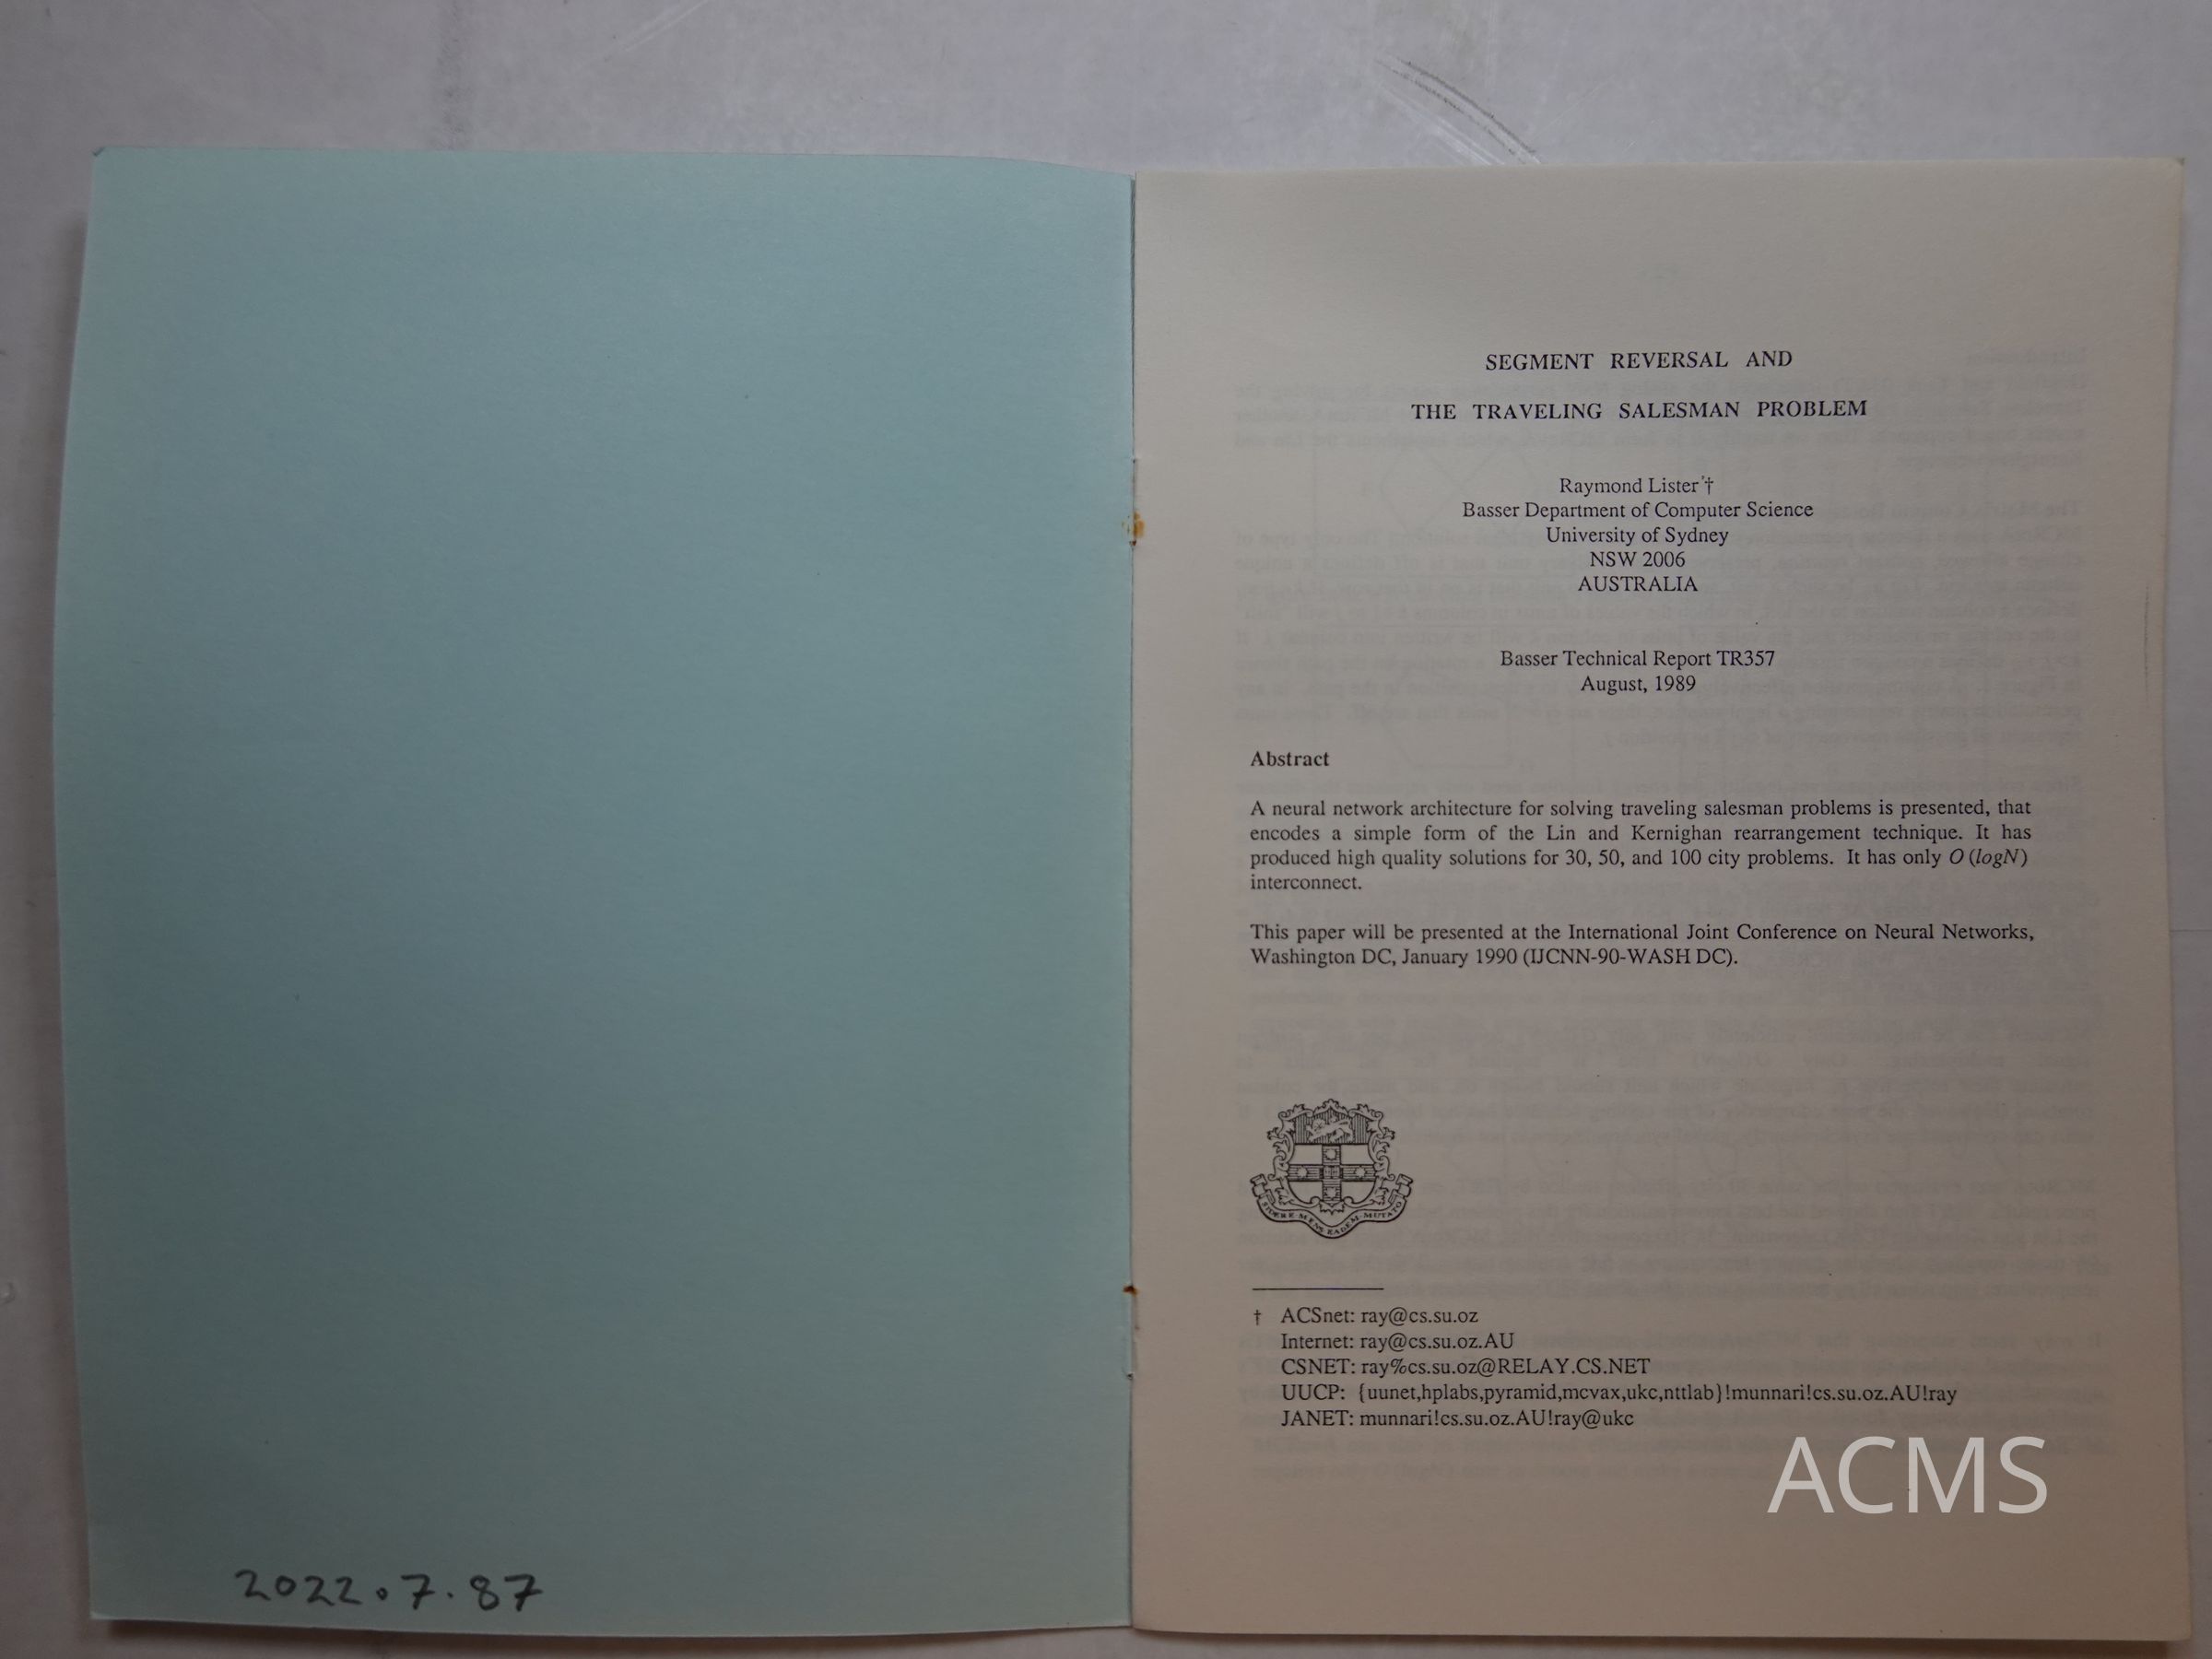 2022.7.87
SEGMENT REVERSAL AND
THE TRAVELING SALESMAN PROBLEM
Raymond Lister †
Basser Department of Computer Science
University of Sydney
NSW 2006
AUSTRALIA
Basser Technical Report TR357
August, 1989
Abstract
A neural network architecture for solving traveling salesman problems is presented, that
encodes a simple form of the Lin and Kernighan rearrangement technique. It has
produced high quality solutions for 30, 50, and 100 city problems. It has only O (logN)
interconnect.
This paper will be presented at the International Joint Conference on Neural Networks,
Washington DC, January 1990 (IJCNN-90-WASH DC).
SIDERE·MENS·EADEM·MUTATO
† ACSnet: ray@cs.su.oz
Internet: ray@cs.su.oz.AU
CSNET: ray%cs.su.oz@RELAY.CS.NET
UUCP: {uunet,hplabs,pyramid,mcvax,ukc,nttlab}!munnari!cs.su.oz.AU!ray
JANET: munnari!cs.su.oz.AU!ray@ukc
ACMS